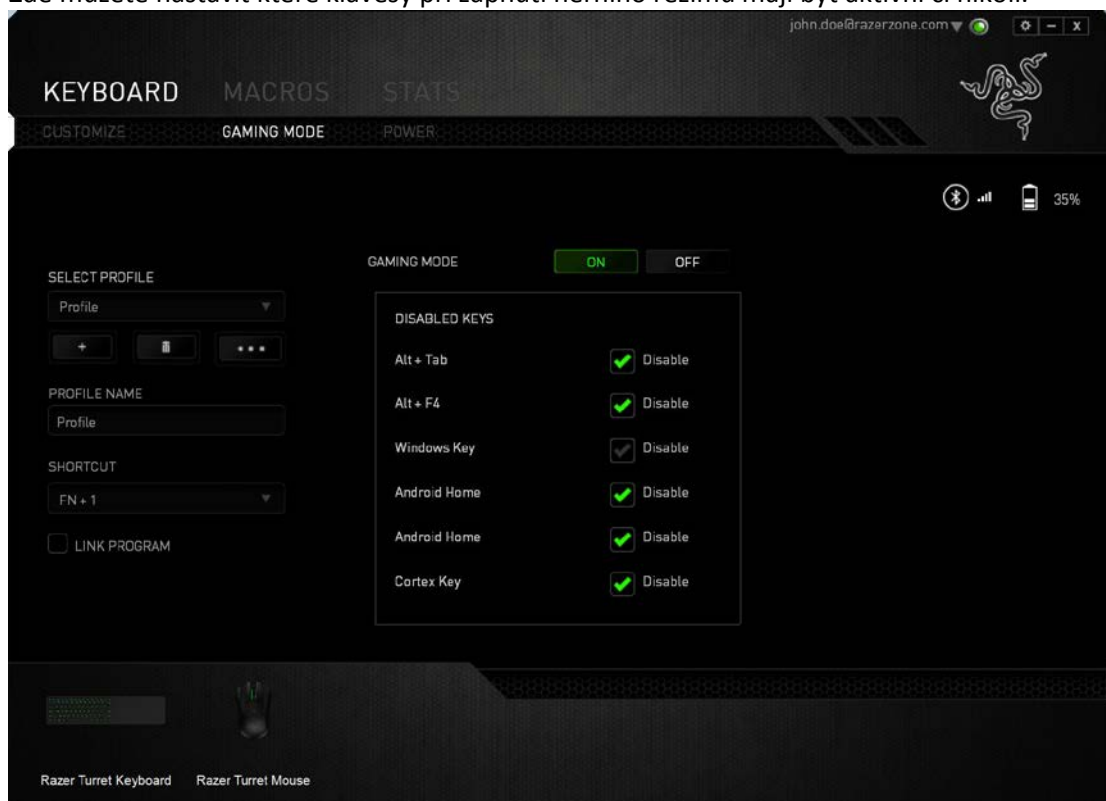 Zde můžete nastavit které klávesy při zapnutí herního režimu mají být aktivní či nikoli.
john.doe@razerzone.com
KEYBOARD MACROS STATS
CUSTOMIZE GAMING MODE POWER
35%
GAMING MODE ON OFF
SELECT PROFILE
Profile
DISABLED KEYS
Alt + Tab Disable
PROFILE NAME
Alt + F4 Disable
Profile
Windows Key Disable
SHORTCUT
FN + 1
Android Home Disable
LINK PROGRAM
Android Home Disable
Cortex Key Disable
Razer Turret Keyboard Razer Turret Mouse